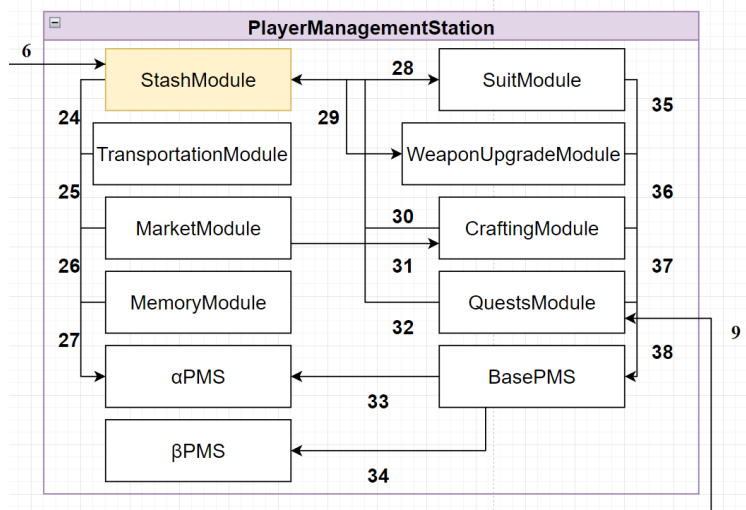 PlayerManagementStation
6
StashModule
28
SuitModule
24
29
35
TransportationModule
WeaponUpgradeModule
25
36
MarketModule
30
CraftingModule
26
31
37
MemoryModule
QuestsModule
32
9
27
38
αPMS
BasePMS
33
βPMS
34